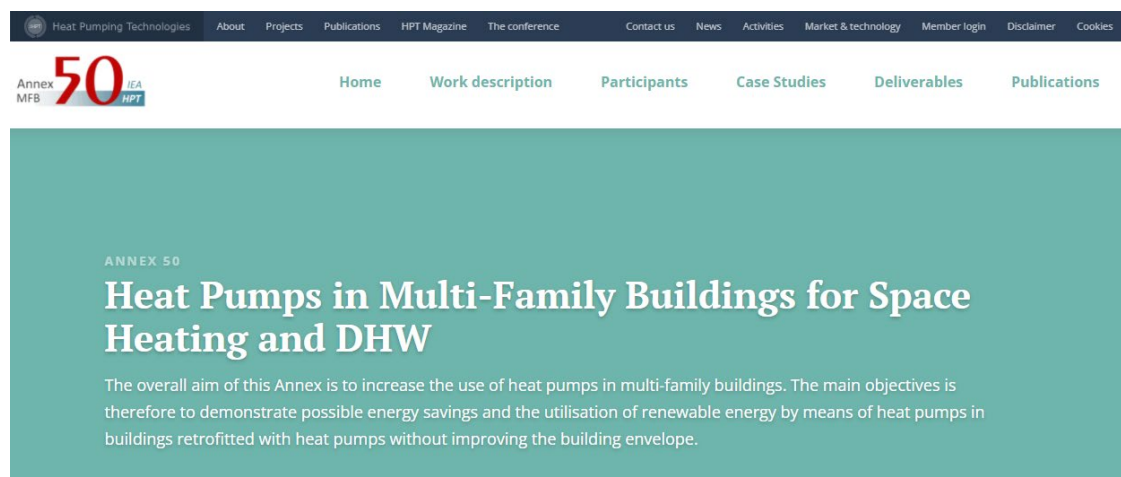 HPT Heat Pumping Technologies About Projects Publications HPT Magazine The conference Contact us News Activities Market & technology Member login Disclaimer Cookies
Annex 50 IEA
MFB HPT
Home Work description Participants Case Studies Deliverables Publications
ANNEX 50
Heat Pumps in Multi-Family Buildings for Space
Heating and DHW
The overall aim of this Annex is to increase the use of heat pumps in multi-family buildings. The main objectives is
therefore to demonstrate possible energy savings and the utilisation of renewable energy by means of heat pumps in
buildings retrofitted with heat pumps without improving the building envelope.